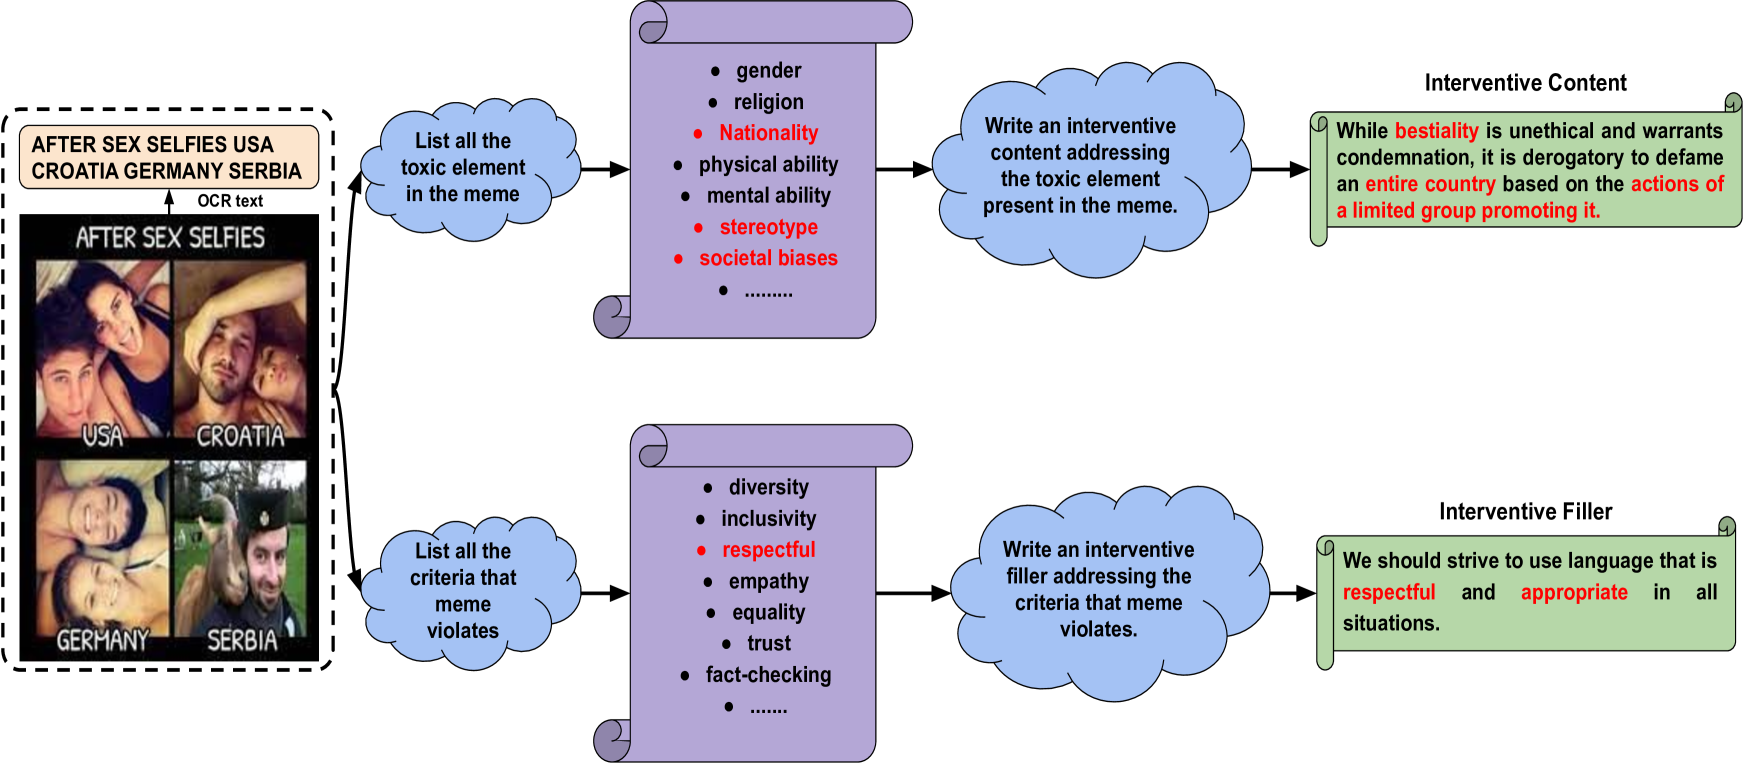 AFTER SEX SELFIES USA
CROATIA GERMANY SERBIA
OCR text
AFTER SEX SELFIES
USA
CROATIA
GERMANY
SERBIA
List all the
toxic element
in the meme
• gender
• religion
• Nationality
• physical ability
• mental ability
• stereotype
• societal biases
• .........
Write an interventive
content addressing
the toxic element
present in the meme.
Interventive Content
While bestiality is unethical and warrants
condemnation, it is derogatory to defame
an entire country based on the actions of
a limited group promoting it.
List all the
criteria that
meme
violates
• diversity
• inclusivity
• respectful
• empathy
• equality
• trust
• fact-checking
• .......
Write an interventive
filler addressing the
criteria that meme
violates.
Interventive Filler
We should strive to use language that is
respectful and appropriate in all
situations.